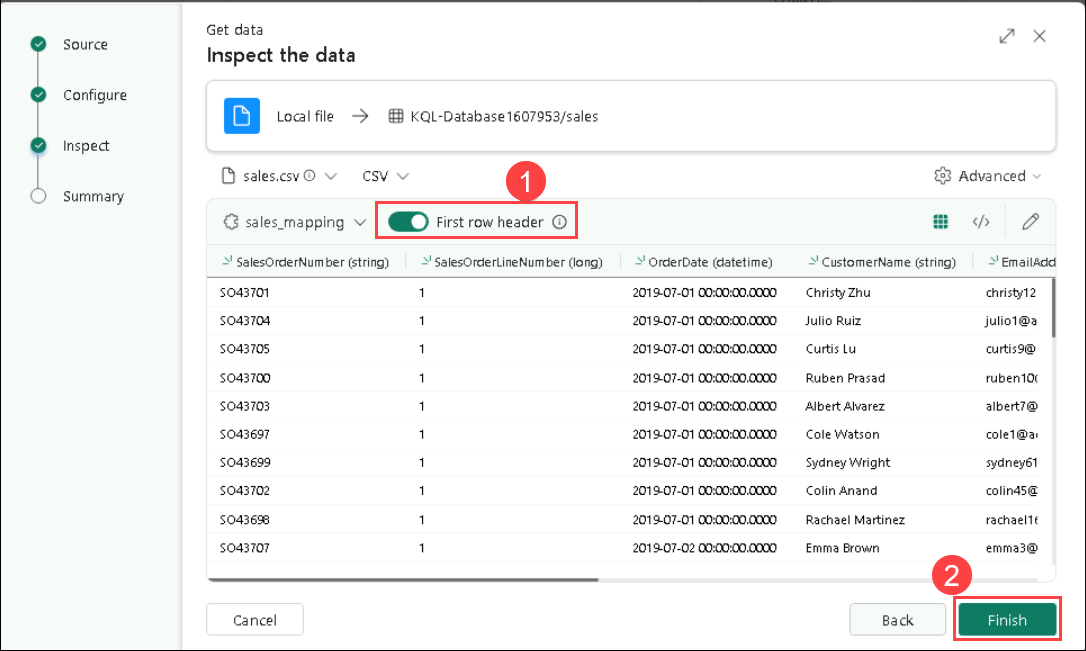 Source
Configure
Inspect
Summary
Get data
Inspect the data
Local file → KQL-Database1607953/sales
sales.csv CSV Advanced
1
sales_mapping First row header </>
SalesOrderNumber (string) SalesOrderLineNumber (long) OrderDate (datetime) CustomerName (string) EmailAdd
SO43701 1 2019-07-01 00:00:00.0000 Christy Zhu christy12
SO43704 1 2019-07-01 00:00:00.0000 Julio Ruiz julio1@a
SO43705 1 2019-07-01 00:00:00.0000 Curtis Lu curtis9@
SO43700 1 2019-07-01 00:00:00.0000 Ruben Prasad ruben10
SO43703 1 2019-07-01 00:00:00.0000 Albert Alvarez albert7@
SO43697 1 2019-07-01 00:00:00.0000 Cole Watson cole1@a
SO43699 1 2019-07-01 00:00:00.0000 Sydney Wright sydney61
SO43702 1 2019-07-01 00:00:00.0000 Colin Anand colin45@
SO43698 1 2019-07-01 00:00:00.0000 Rachael Martinez rachael1
SO43707 1 2019-07-02 00:00:00.0000 Emma Brown emma3@
2
Cancel Back Finish